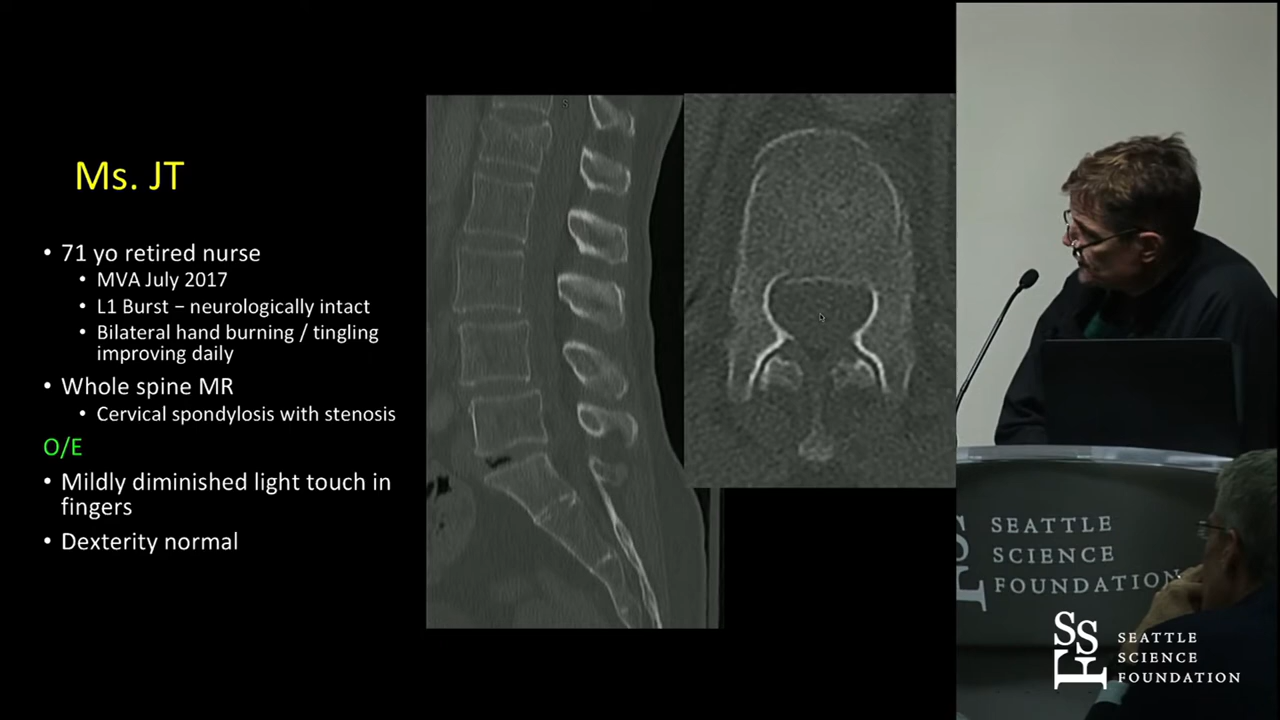 Ms. JT
• 71 yo retired nurse
• MVA July 2017
• L1 Burst – neurologically intact
• Bilateral hand burning / tingling
improving daily
• Whole spine MR
• Cervical spondylosis with stenosis
O/E
• Mildly diminished light touch in
fingers
• Dexterity normal
S
SEATTLE
SCIENCE
FOUNDATION
SSF
SEATTLE
SCIENCE
FOUNDATION